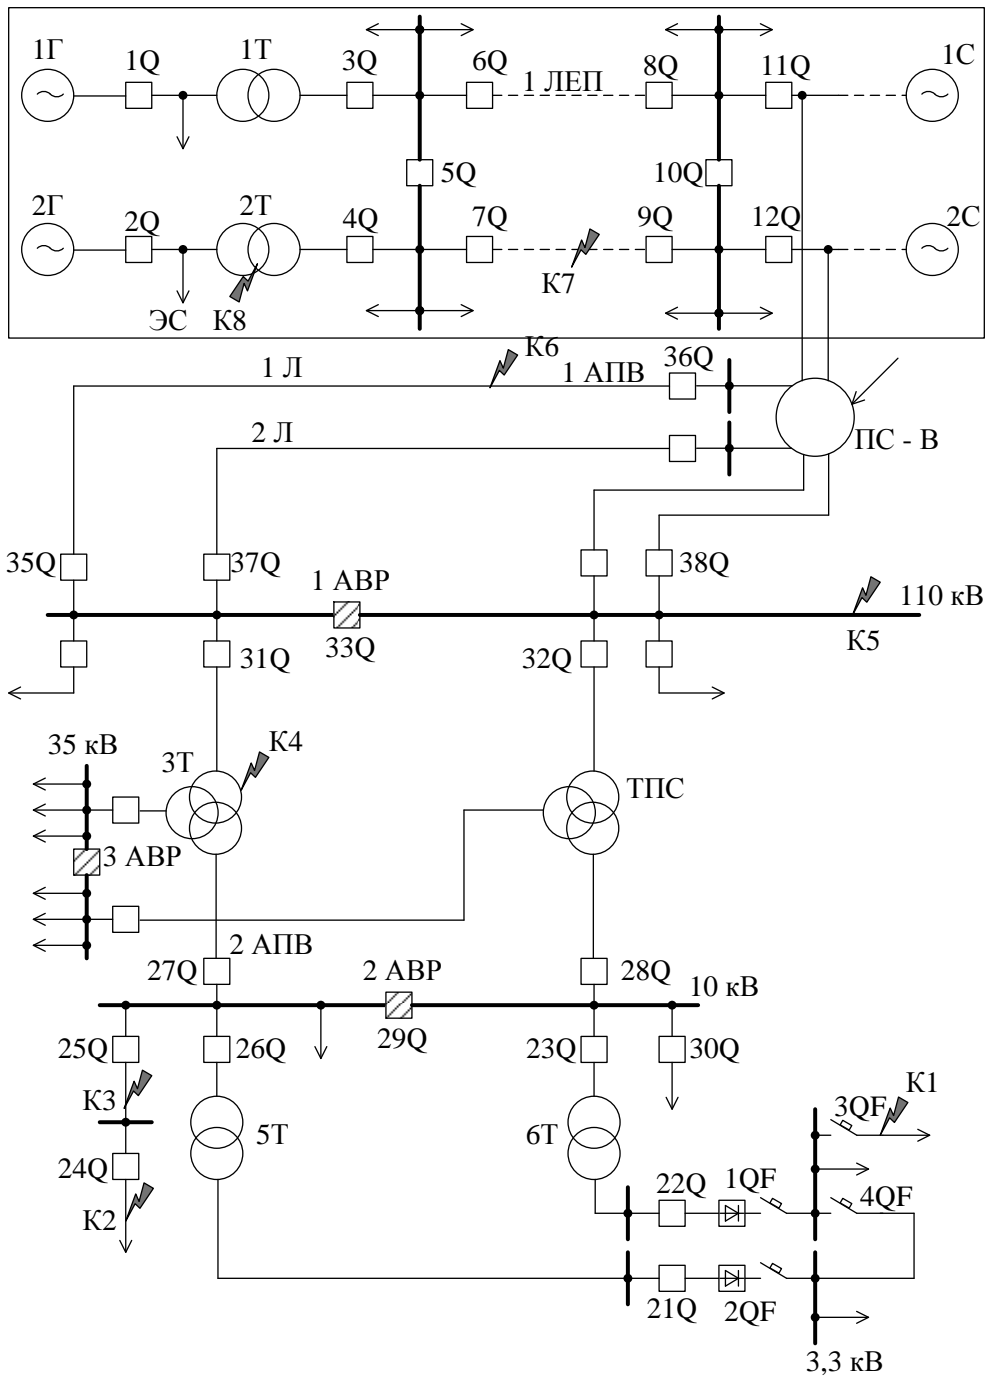 1Г
1Q
1Т
3Q
6Q
1 ЛЕП
8Q
11Q
1С
5Q
10Q
2Г
2Q
2Т
4Q
7Q
9Q
12Q
2С
К7
ЭС
К8
К6
1 Л
1 АПВ
36Q
2 Л
ПС - В
35Q
37Q
38Q
1 АВР
110 кВ
33Q
К5
31Q
32Q
35 кВ
3Т
К4
ТПС
3 АВР
2 АПВ
27Q
2 АВР
28Q
10 кВ
29Q
25Q
26Q
23Q
30Q
К3
5Т
6Т
3QF
К1
24Q
22Q
1QF
4QF
К2
21Q
2QF
3,3 кВ